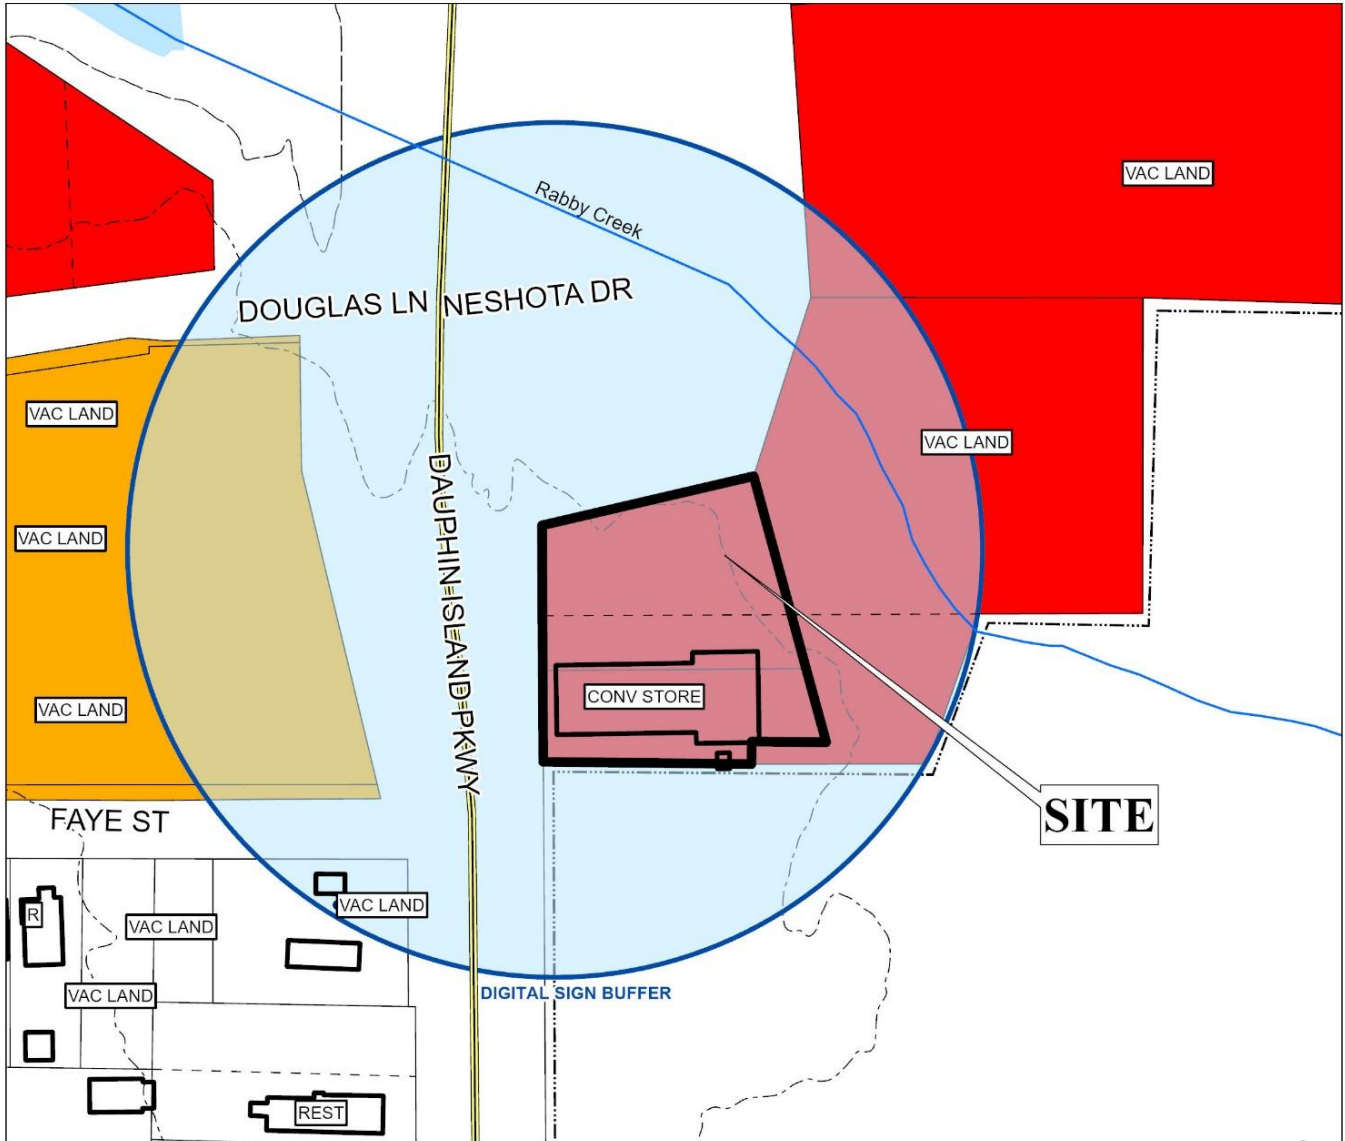 VAC LAND
Rabby Creek
DOUGLAS LN
NESHOTA DR
VAC LAND
VAC LAND
VAC LAND
DAUPHIN ISLAND PKWY
CONV STORE
VAC LAND
SITE
FAYE ST
R
VAC LAND
VAC LAND
VAC LAND
DIGITAL SIGN BUFFER
REST